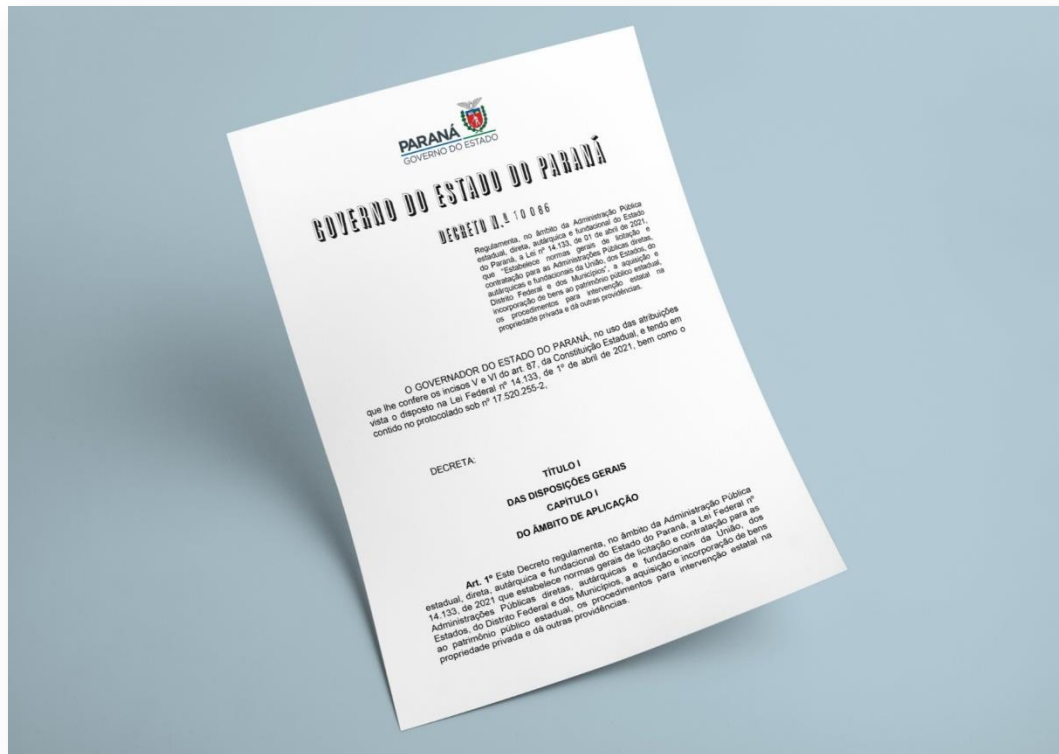 PARANÁ
GOVERNO DO ESTADO
GOVERNO DO ESTADO DO PARANÁ
DECRETO N.º 10086
Regulamenta, no âmbito da Administração Pública
estadual, direta, autárquica e fundacional do Estado
do Paraná, a Lei nº 14.133, de 01 de abril de 2021,
que "Estabelece normas gerais de licitação e
contratação para as Administrações Públicas diretas,
autárquicas e fundacionais da União, dos Estados, do
Distrito Federal e dos Municípios", a aquisição e
incorporação de bens ao patrimônio público estadual,
os procedimentos para intervenção estatal na
propriedade privada e dá outras providências.
O GOVERNADOR DO ESTADO DO PARANÁ, no uso das atribuições
que lhe confere os incisos V e VI do art. 87, da Constituição Estadual, e tendo em
vista o disposto na Lei Federal nº 14.133, de 1º de abril de 2021, bem como o
contido no protocolado sob nº 17.520.255-2,
DECRETA:
TÍTULO I
DAS DISPOSIÇÕES GERAIS
CAPÍTULO I
DO ÂMBITO DE APLICAÇÃO
Art. 1º Este Decreto regulamenta, no âmbito da Administração Pública
estadual, direta, autárquica e fundacional do Estado do Paraná, a Lei Federal nº
14.133, de 2021 que estabelece normas gerais de licitação e contratação para as
Administrações Públicas diretas, autárquicas e fundacionais da União, dos
Estados, do Distrito Federal e dos Municípios, a aquisição e incorporação de bens
ao patrimônio público estadual, os procedimentos para intervenção estatal na
propriedade privada e dá outras providências.